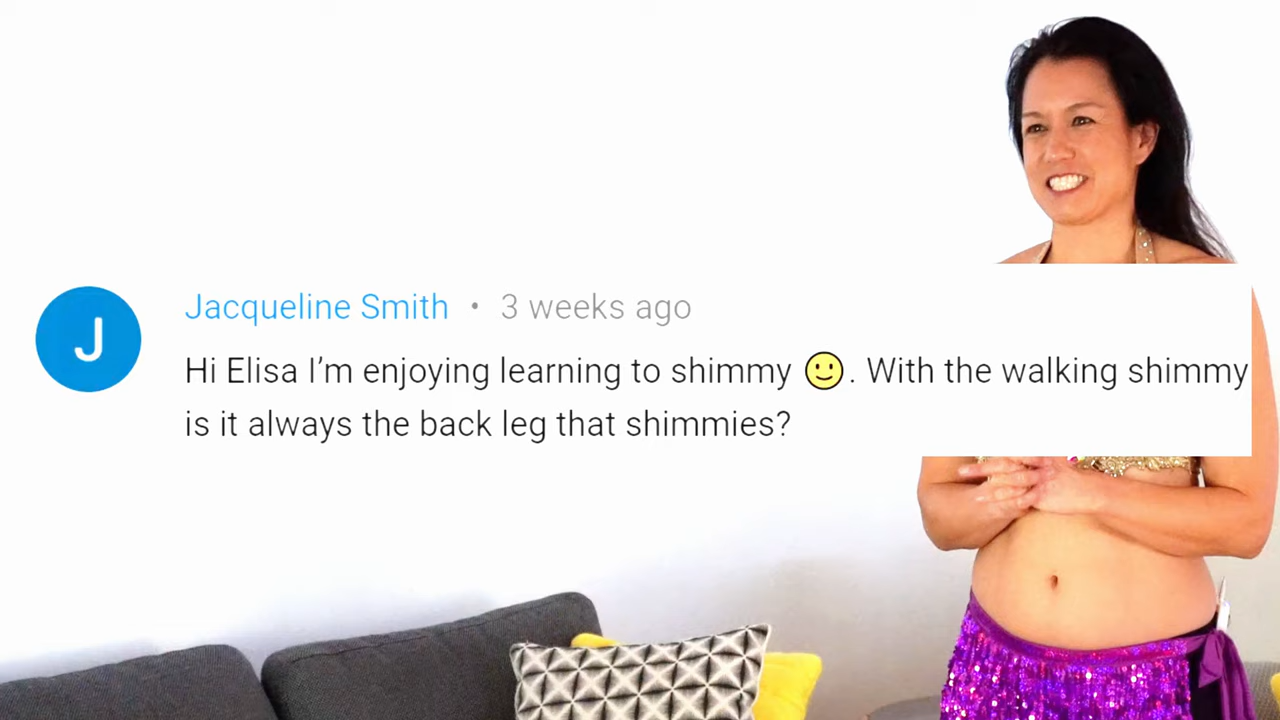 J
Jacqueline Smith • 3 weeks ago
Hi Elisa I'm enjoying learning to shimmy 🙂. With the walking shimmy
is it always the back leg that shimmies?